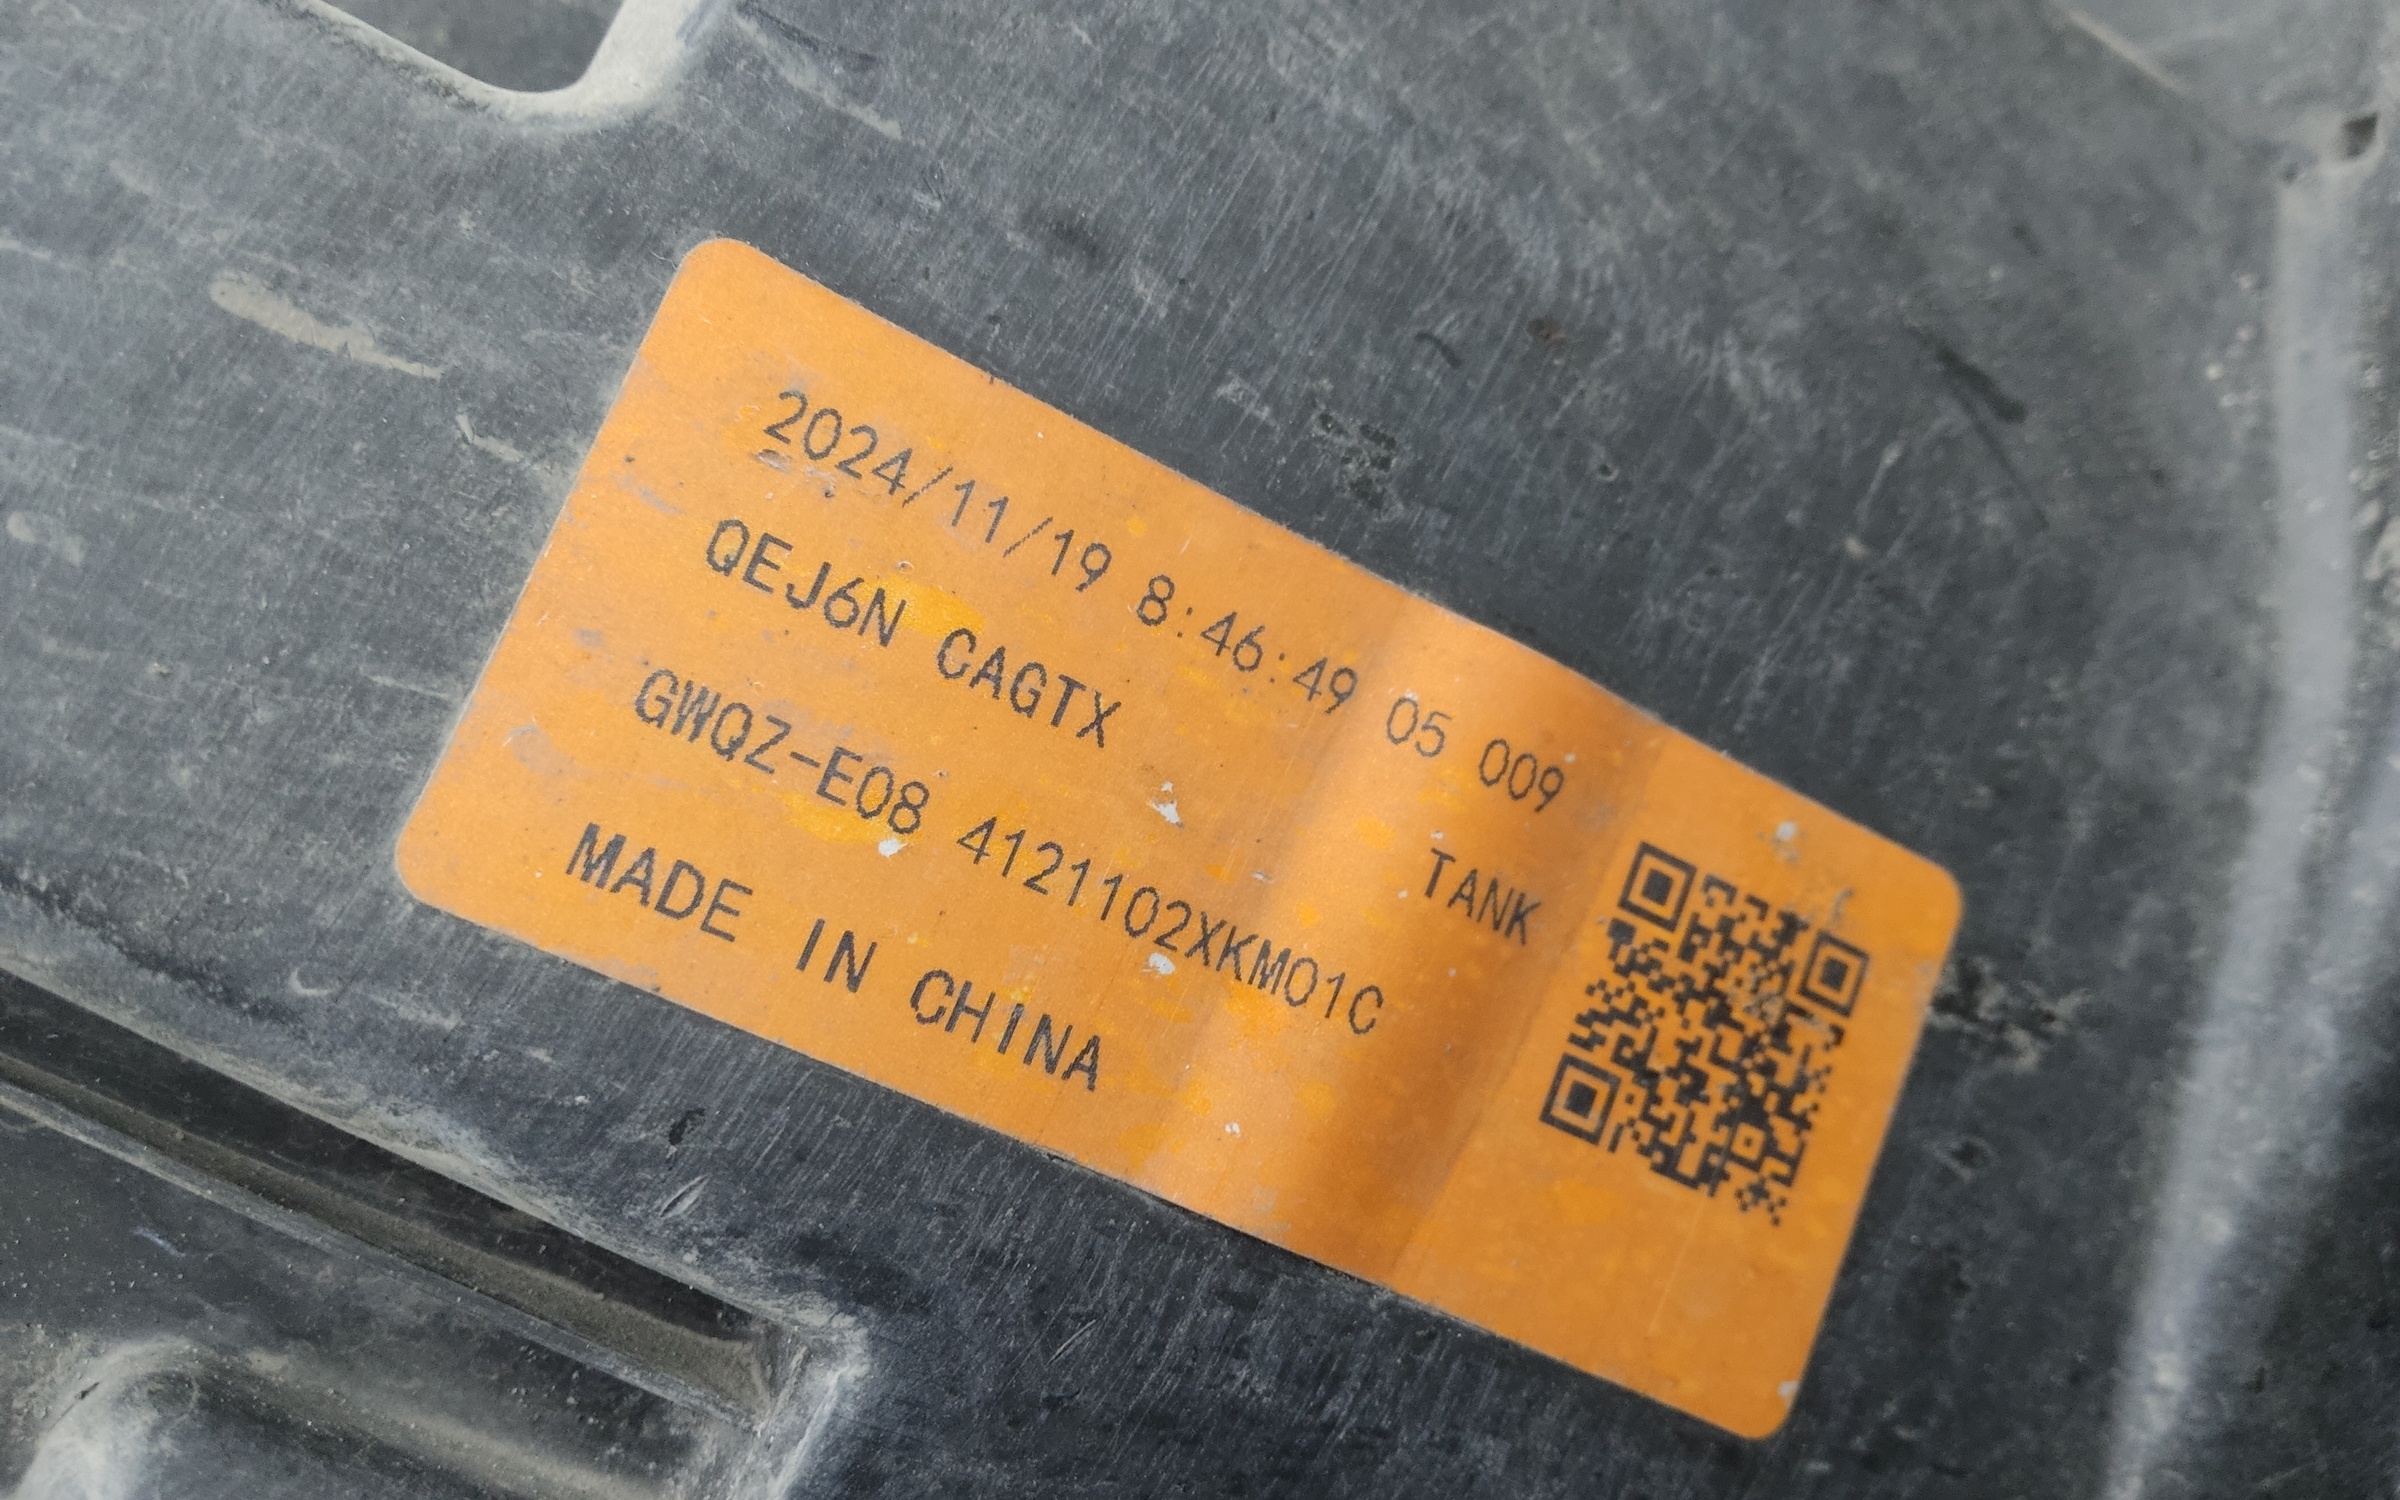 2024/11/19 8:46:49 05 009
QEJ6N CAGTX TANK
GWQZ-E08 4121102XKM01C
MADE IN CHINA